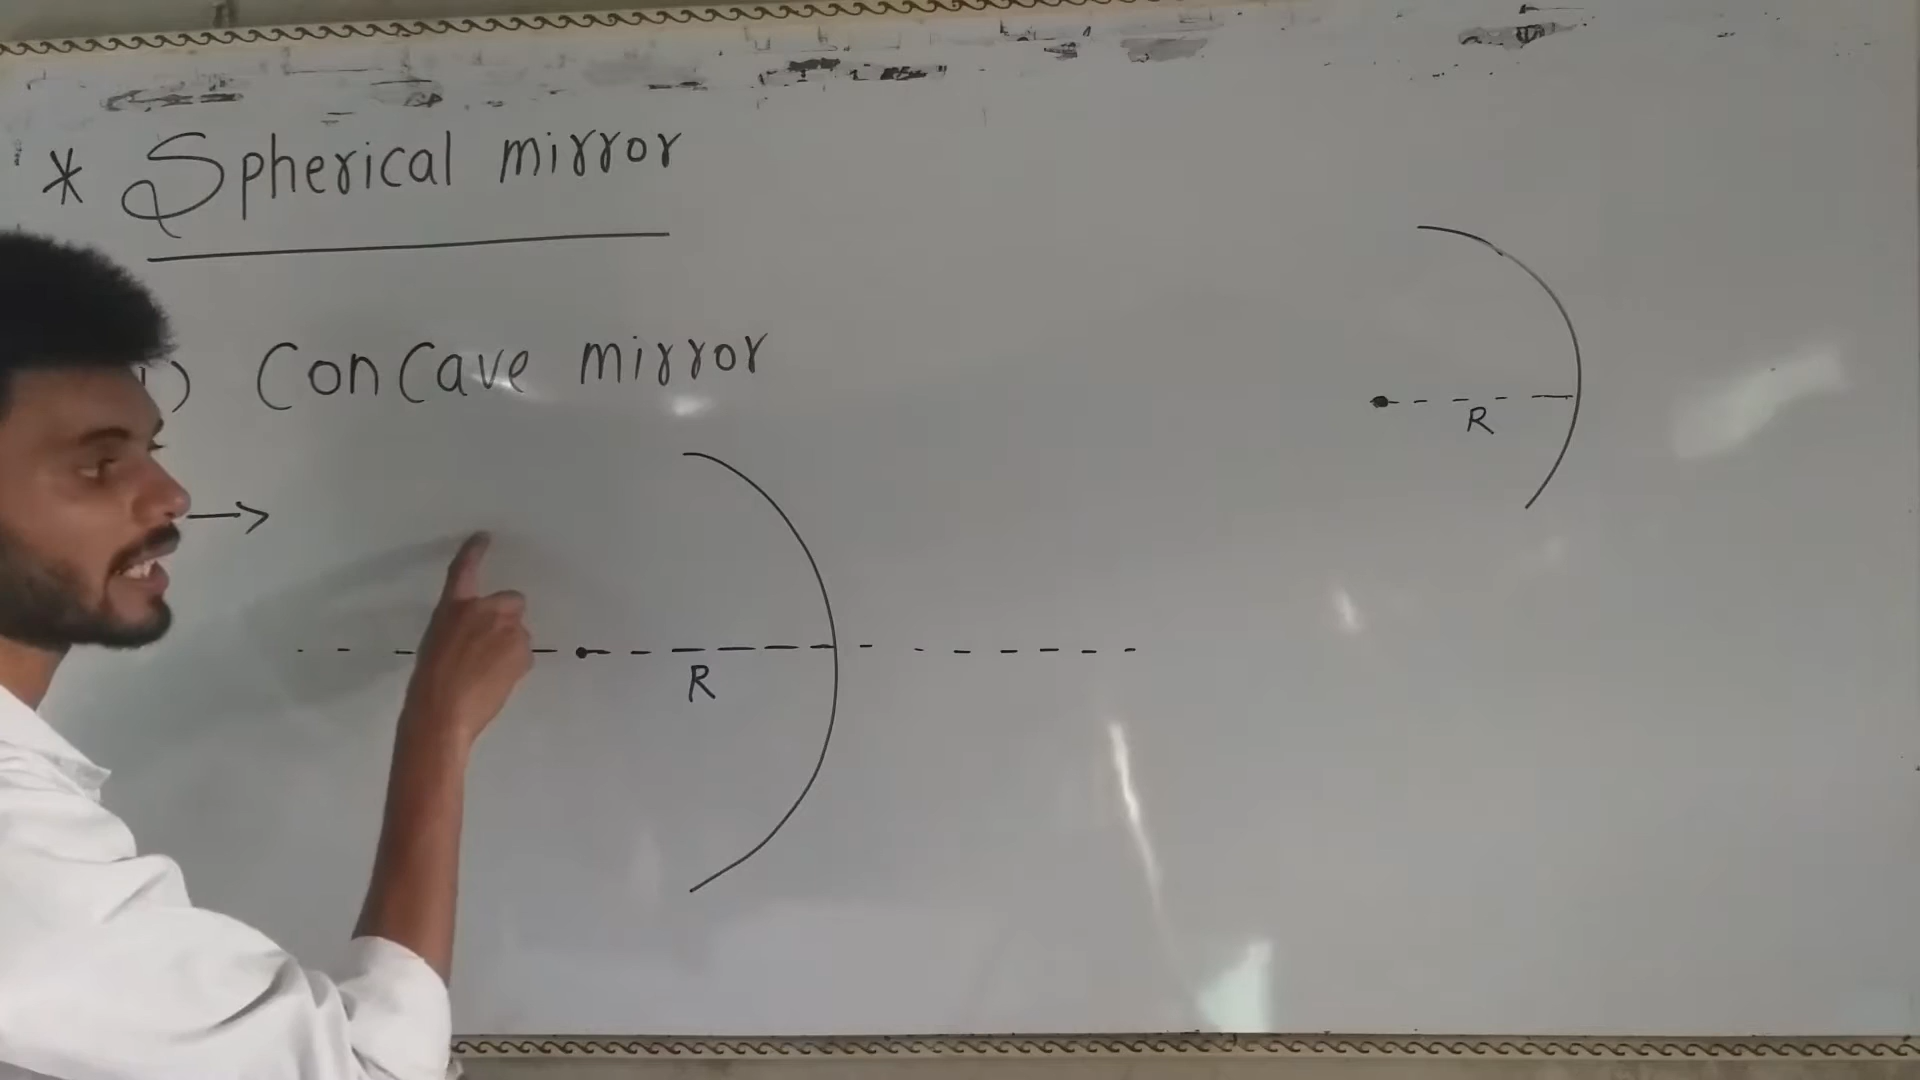 * Spherical mirror
i) Concave mirror
→
R
R